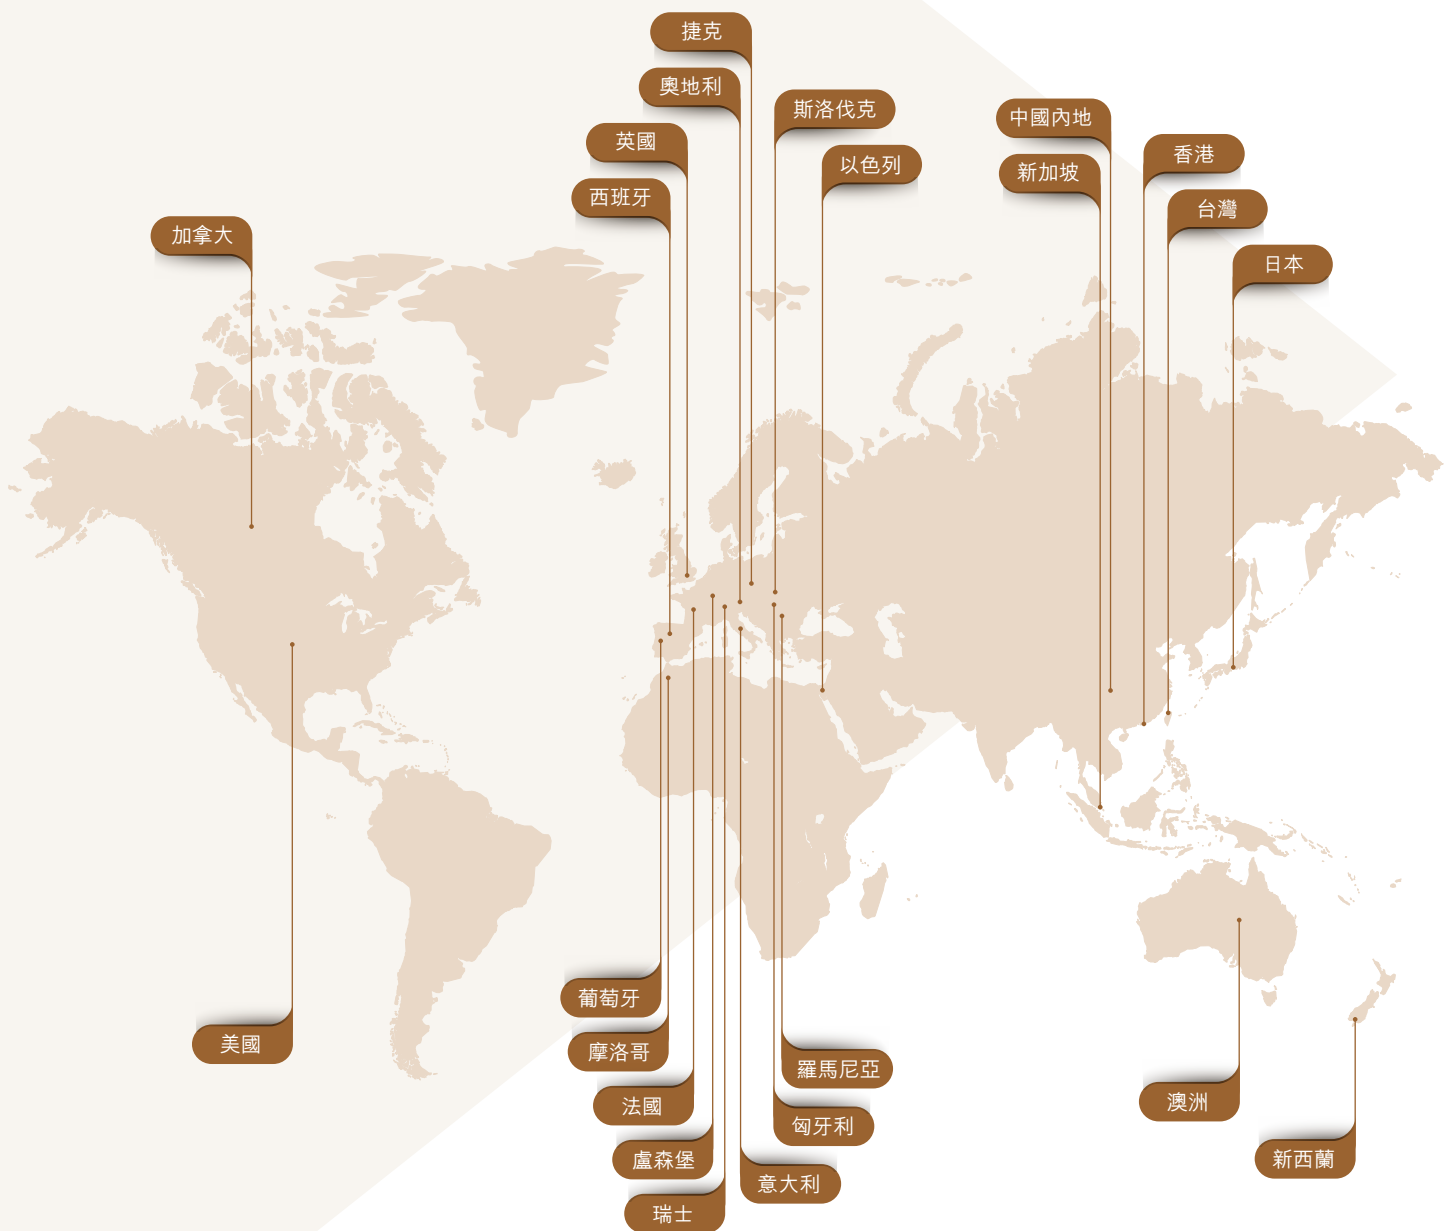 捷克
奧地利
斯洛伐克
中國內地
英國
香港
以色列
新加坡
西班牙
台灣
加拿大
日本
葡萄牙
美國
摩洛哥
羅馬尼亞
澳洲
法國
匈牙利
盧森堡
新西蘭
意大利
瑞士